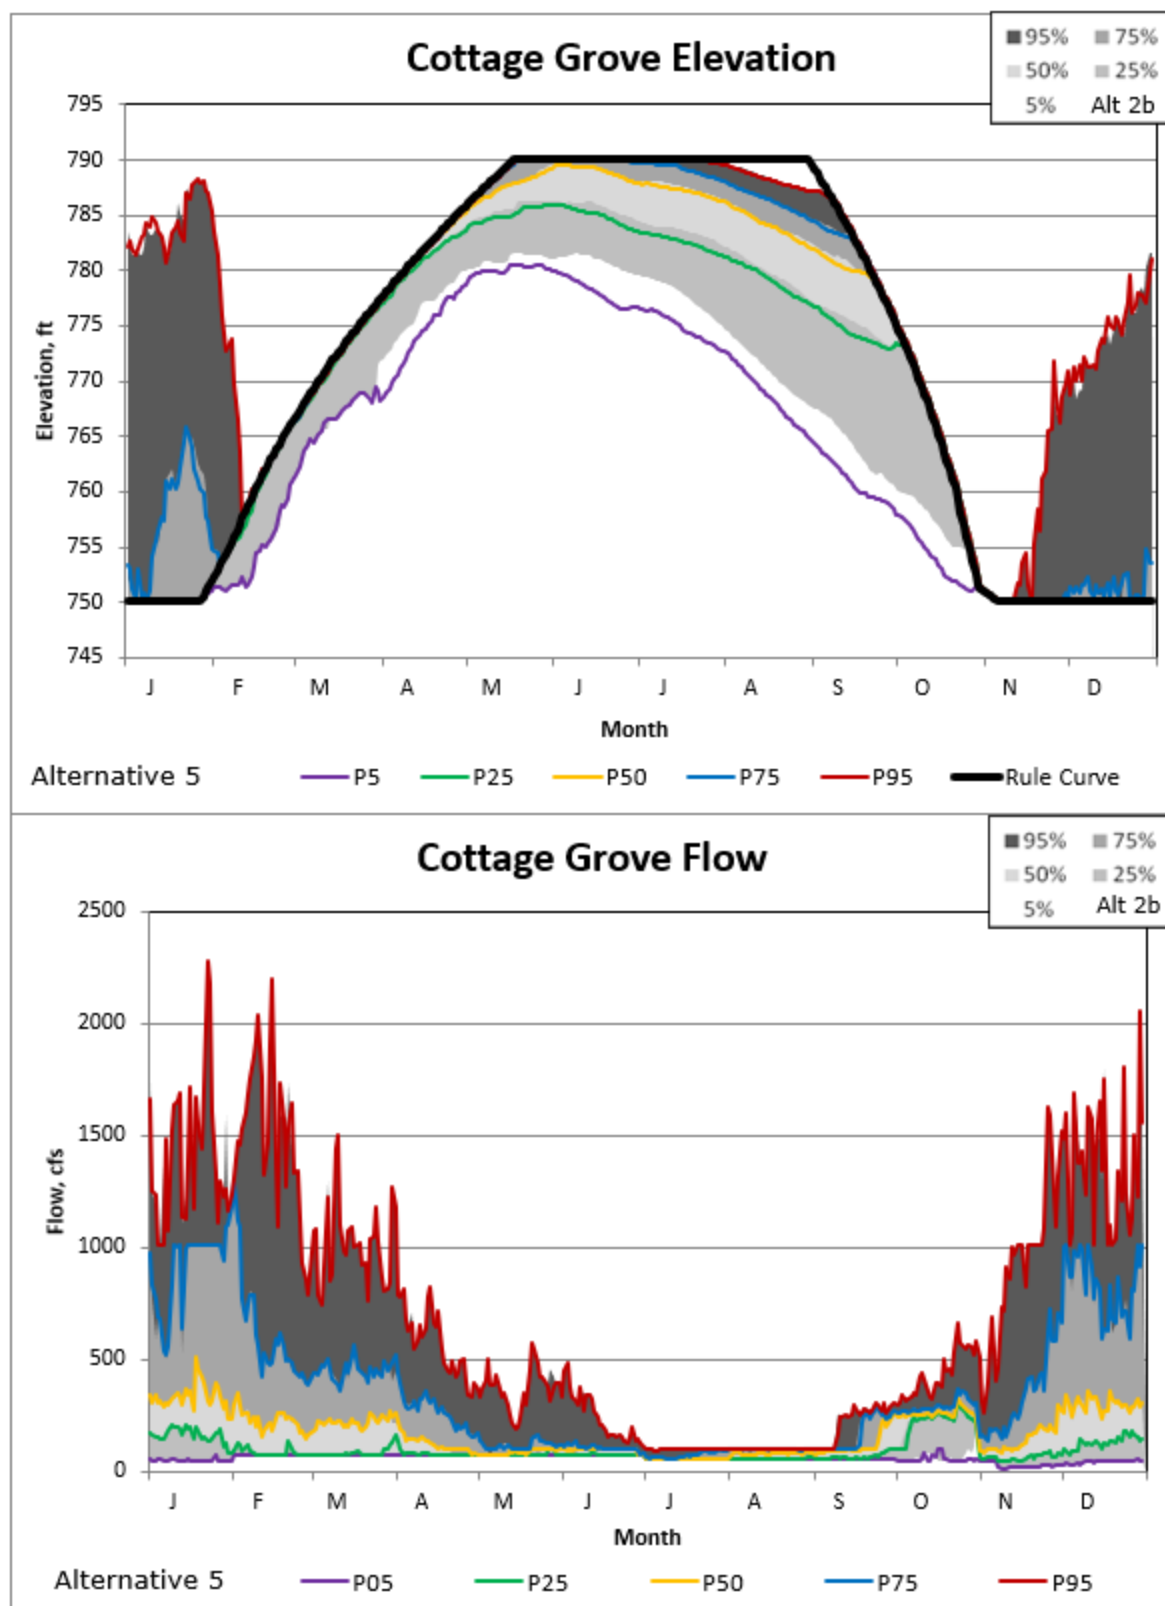 Cottage Grove Elevation
95% 75%
50% 25%
5% Alt 2b
795
790
785
780
775
770
765
760
755
750
745
Elevation, ft
J F M A M J J A S O N D
Month
Alternative 5 P5 P25 P50 P75 P95 Rule Curve
Cottage Grove Flow
95% 75%
50% 25%
5% Alt 2b
2500
2000
1500
1000
500
0
Flow, cfs
J F M A M J J A S O N D
Month
Alternative 5 P05 P25 P50 P75 P95